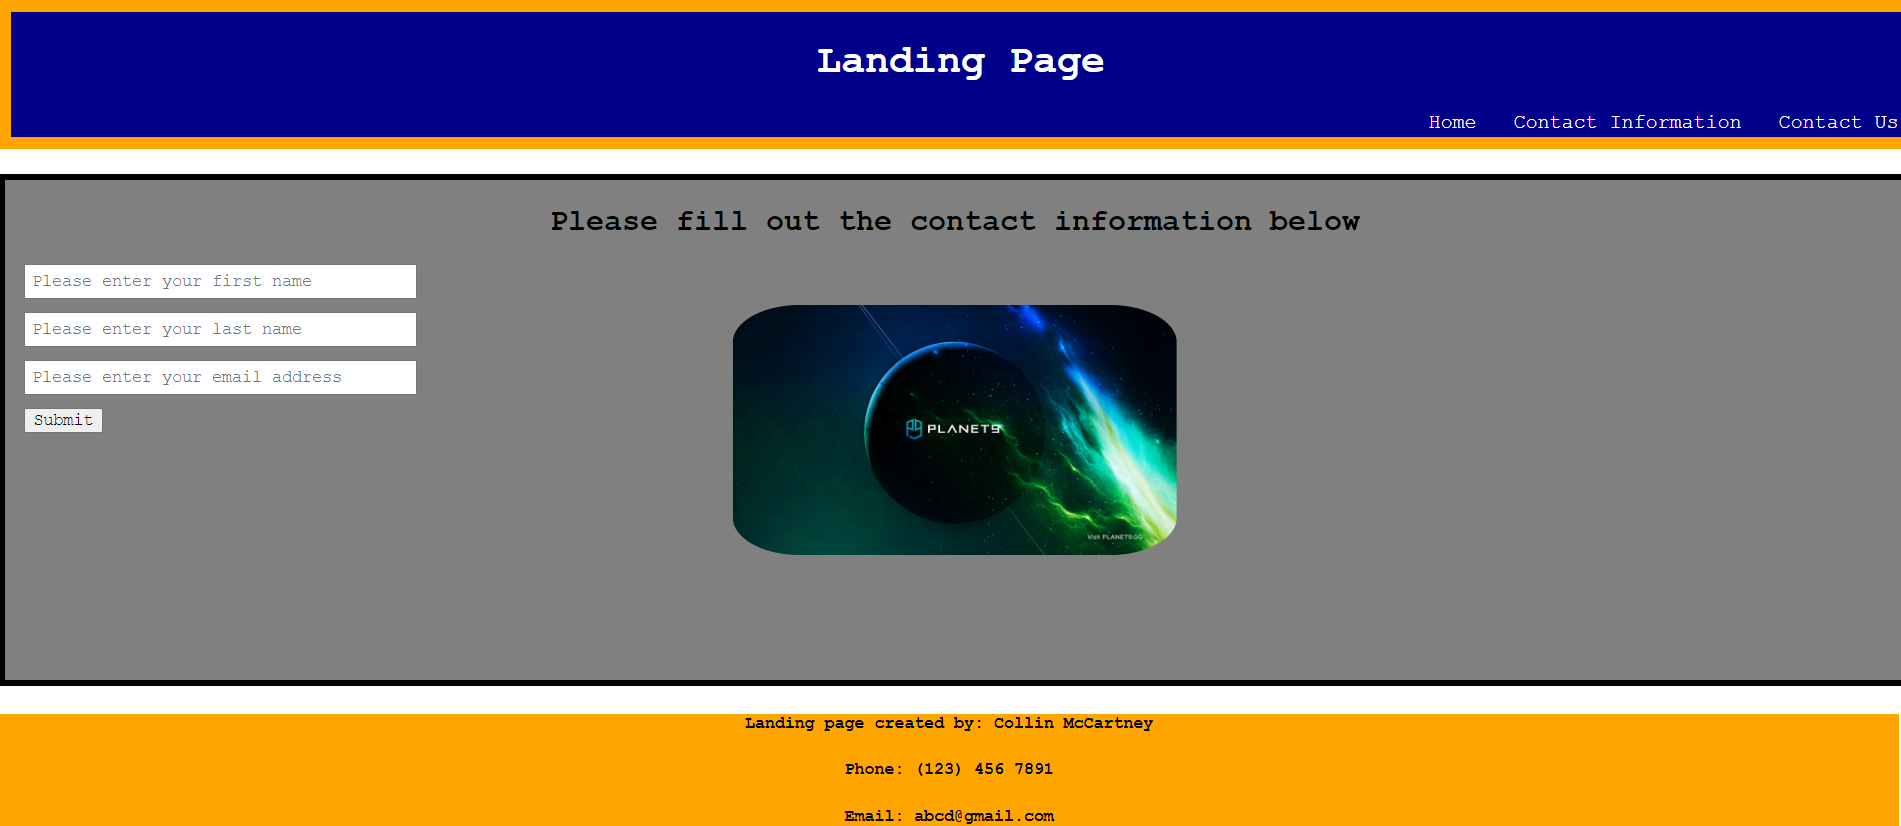 Landing Page
Home Contact Information Contact Us
Please fill out the contact information below
Please enter your first name
Please enter your last name
Please enter your email address
Submit
PLANET9
Visit PLANET9.GG
Landing page created by: Collin McCartney
Phone: (123) 456 7891
Email: abcd@gmail.com